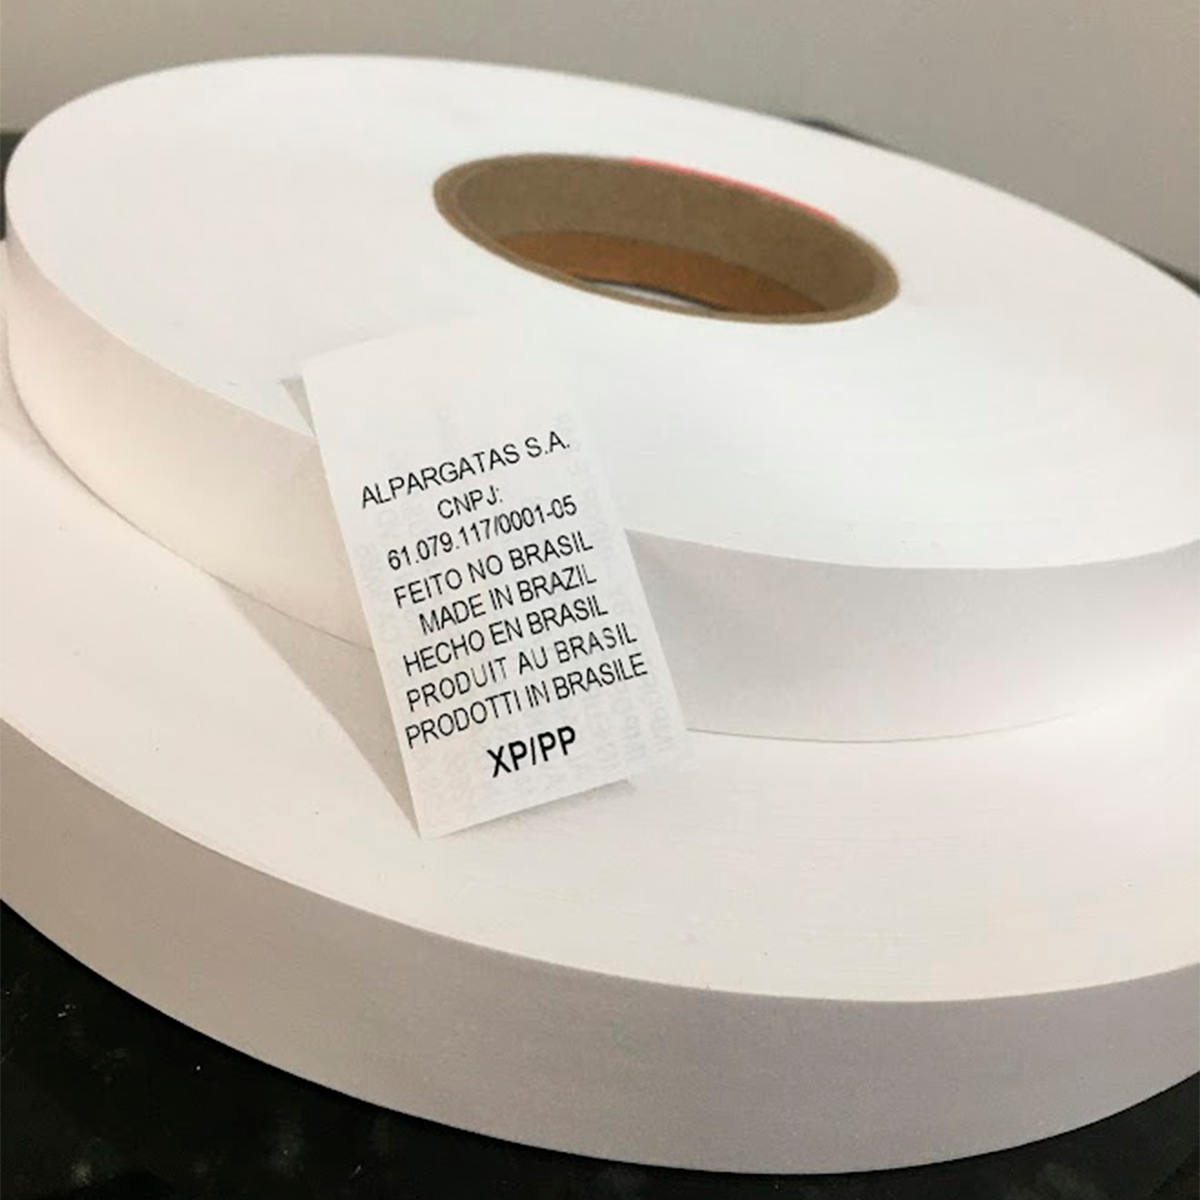 ALPARGATAS S.A.
CNPJ:
61.079.117/0001-05
FEITO NO BRASIL
MADE IN BRAZIL
HECHO EN BRASIL
PRODUIT AU BRASIL
PRODOTTI IN BRASILE
XP/PP